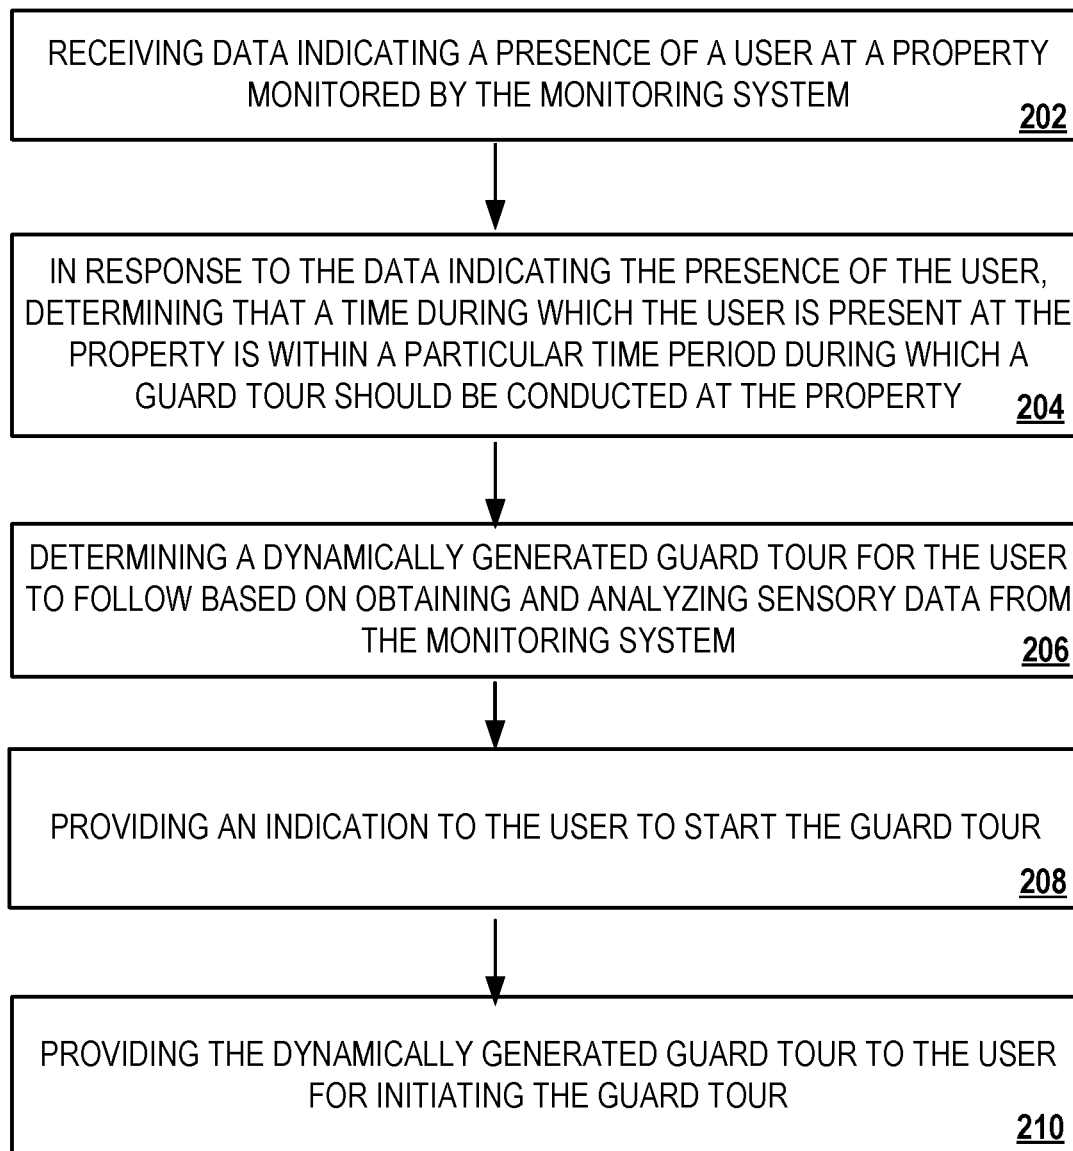 RECEIVING DATA INDICATING A PRESENCE OF A USER AT A PROPERTY
MONITORED BY THE MONITORING SYSTEM
202
IN RESPONSE TO THE DATA INDICATING THE PRESENCE OF THE USER,
DETERMINING THAT A TIME DURING WHICH THE USER IS PRESENT AT THE
PROPERTY IS WITHIN A PARTICULAR TIME PERIOD DURING WHICH A
GUARD TOUR SHOULD BE CONDUCTED AT THE PROPERTY
204
DETERMINING A DYNAMICALLY GENERATED GUARD TOUR FOR THE USER
TO FOLLOW BASED ON OBTAINING AND ANALYZING SENSORY DATA FROM
THE MONITORING SYSTEM
206
PROVIDING AN INDICATION TO THE USER TO START THE GUARD TOUR
208
PROVIDING THE DYNAMICALLY GENERATED GUARD TOUR TO THE USER
FOR INITIATING THE GUARD TOUR
210